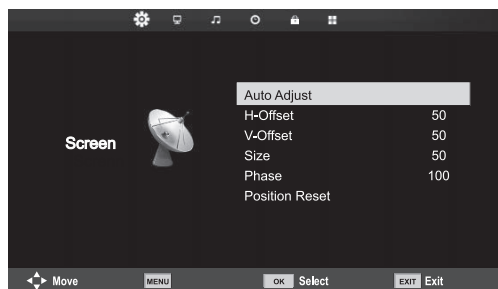 Auto Adjust
H-Offset 50
V-Offset 50
Screen
Size 50
Phase 100
Position Reset
Move MENU OK Select EXIT Exit